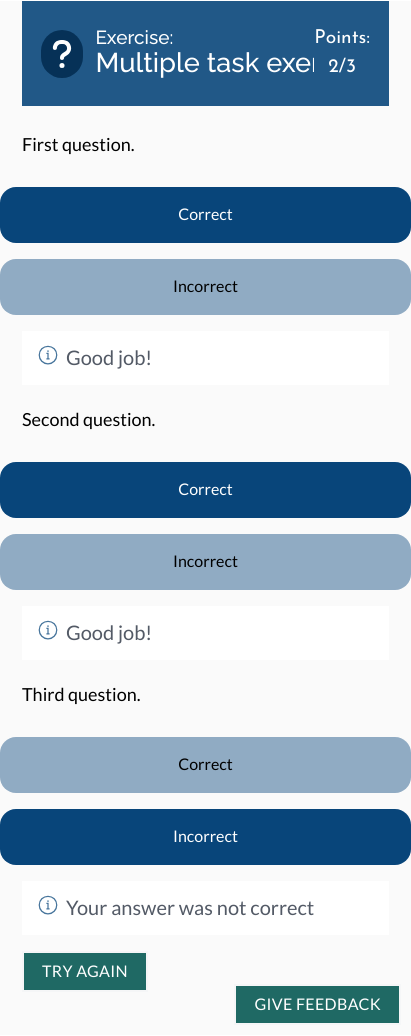 ?
Exercise:
Points:
Multiple task exe
2/3
First question.
Correct
Incorrect
Good job!
Second question.
Correct
Incorrect
Good job!
Third question.
Correct
Incorrect
Your answer was not correct
TRY AGAIN
GIVE FEEDBACK